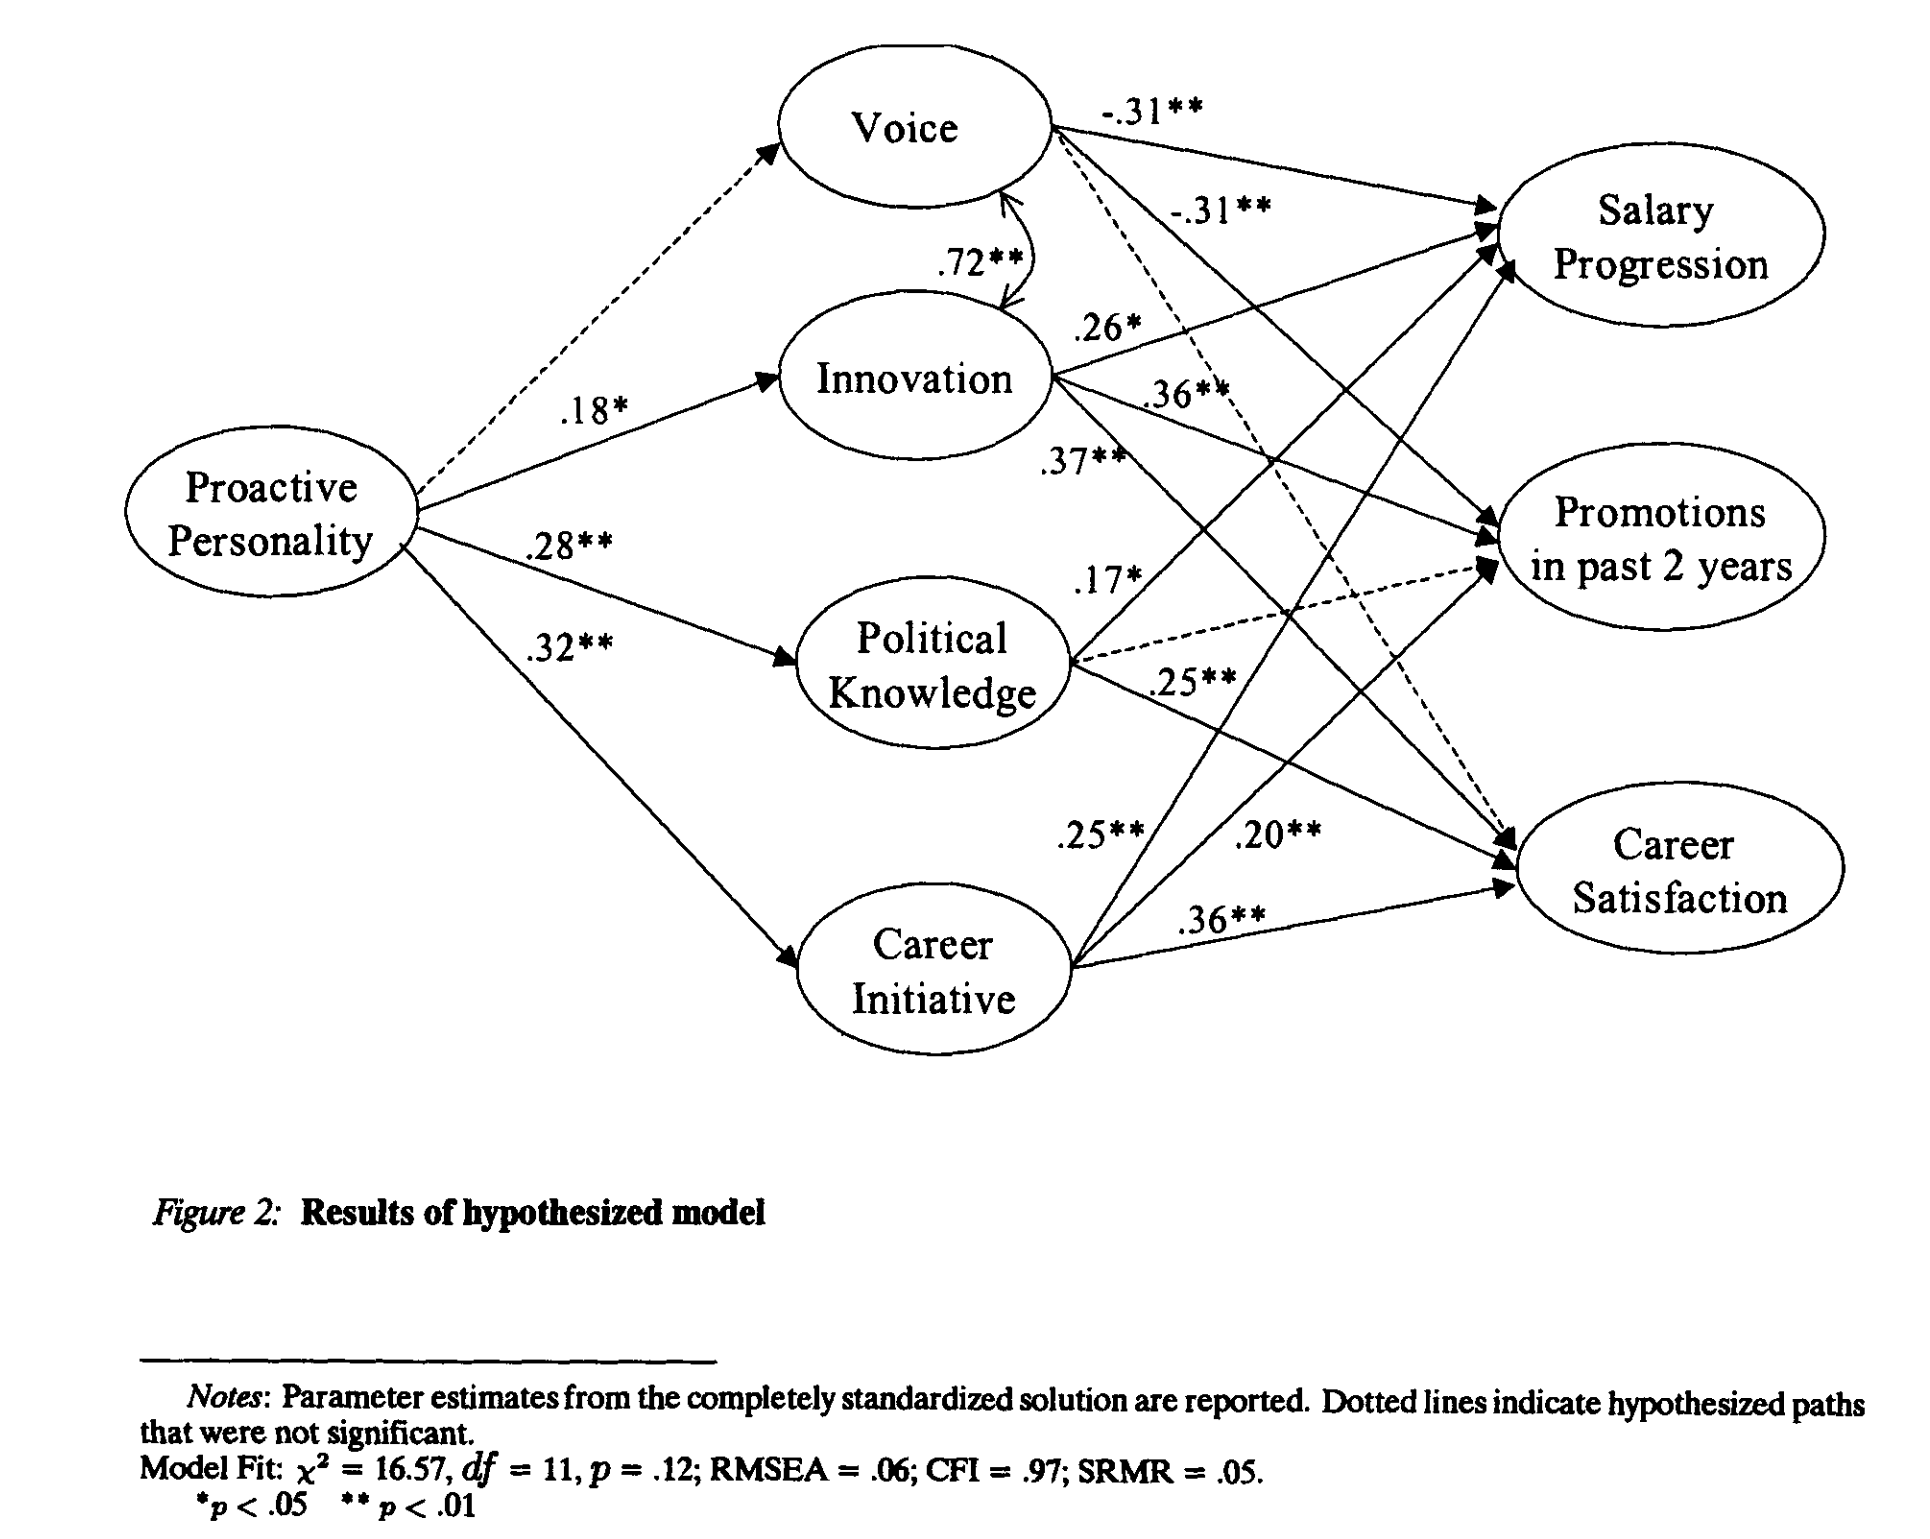 Voice
-.31**
Salary
Progression
-.31**
.72**
.26*
Innovation
.36**
.18*
.37**
Proactive
Personality
.28**
Promotions
in past 2 years
.17*
.32**
Political
Knowledge
.25**
.25**
.20**
Career
Satisfaction
.36**
Career
Initiative
Figure 2: Results of hypothesized model
Notes: Parameter estimates from the completely standardized solution are reported. Dotted lines indicate hypothesized paths
that were not significant.
Model Fit: χ² = 16.57, df = 11, p = .12; RMSEA = .06; CFI = .97; SRMR = .05.
*p < .05 ** p < .01